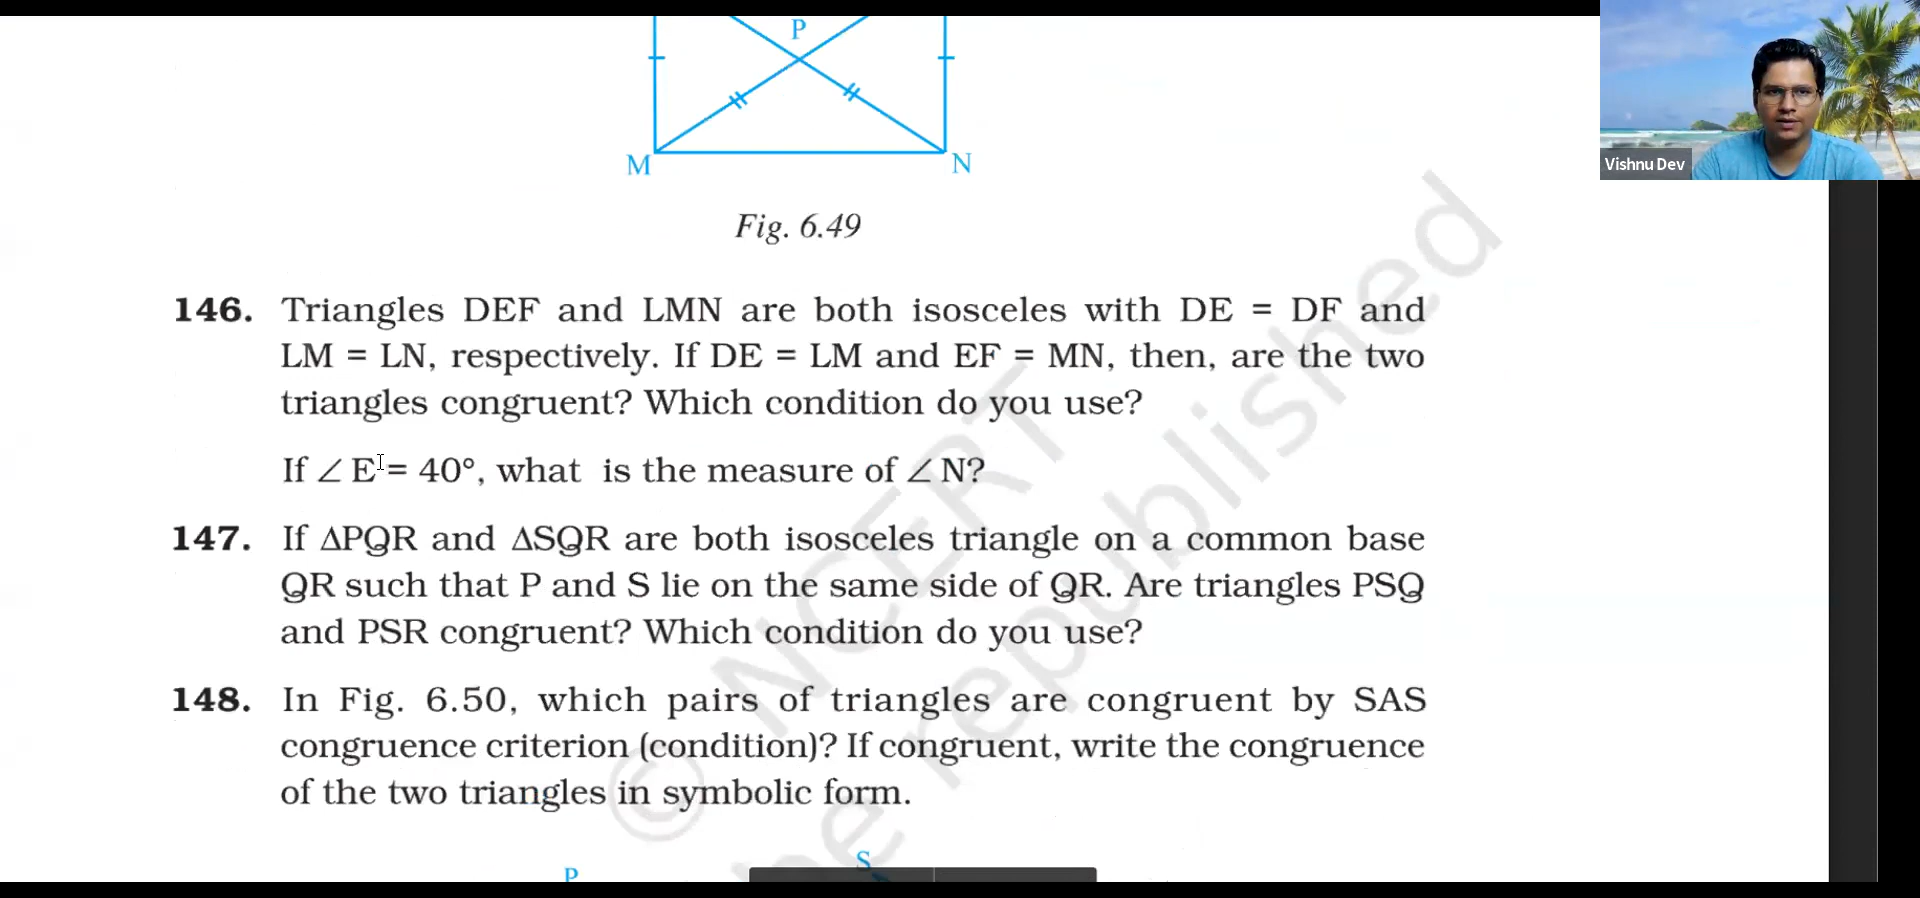 P
M
N
Fig. 6.49
Vishnu Dev
146. Triangles DEF and LMN are both isosceles with DE = DF and
LM = LN, respectively. If DE = LM and EF = MN, then, are the two
triangles congruent? Which condition do you use?
If ∠E = 40°, what is the measure of ∠N?
147. If ΔPQR and ΔSQR are both isosceles triangle on a common base
QR such that P and S lie on the same side of QR. Are triangles PSQ
and PSR congruent? Which condition do you use?
148. In Fig. 6.50, which pairs of triangles are congruent by SAS
congruence criterion (condition)? If congruent, write the congruence
of the two triangles in symbolic form.
P
S
© NCERT
be republished